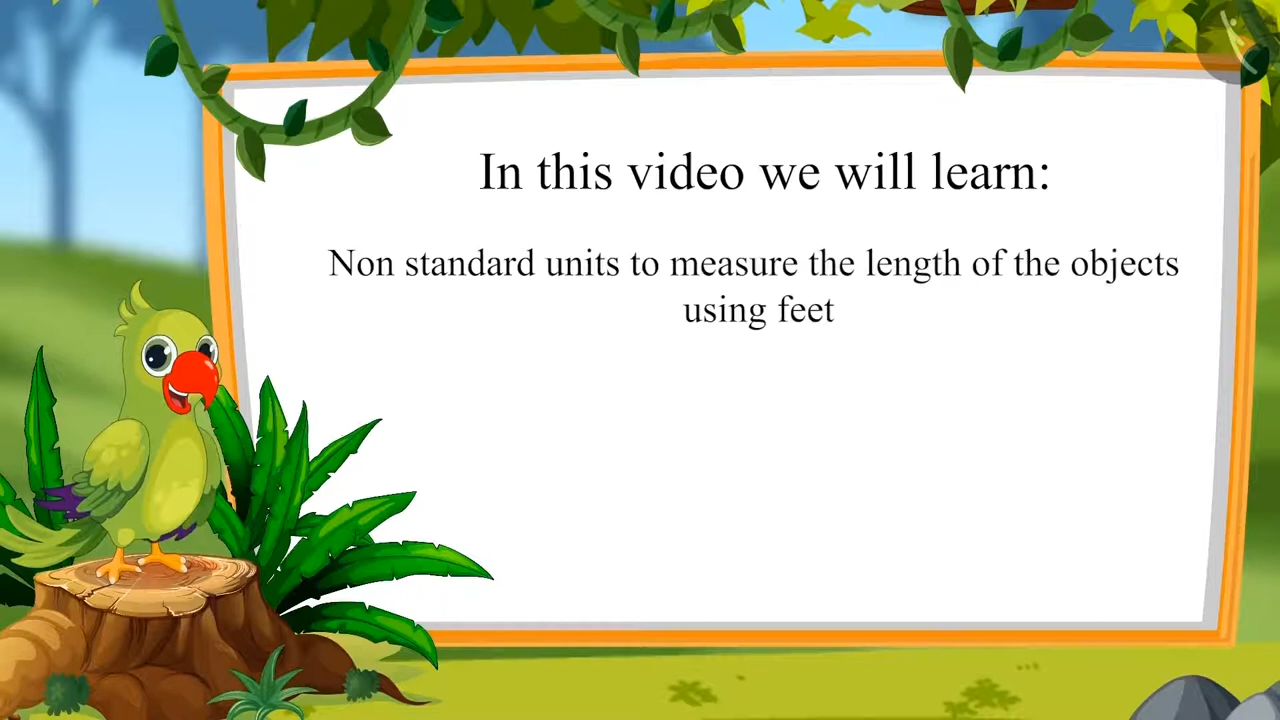 In this video we will learn:
Non standard units to measure the length of the objects
using feet